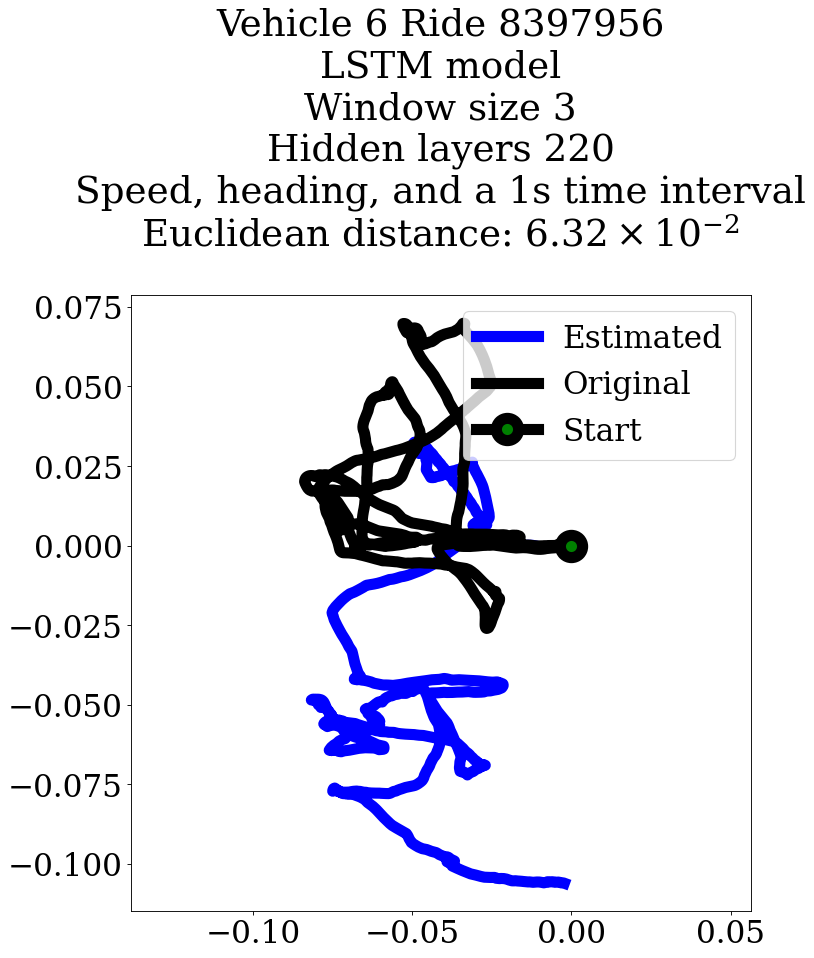 Vehicle 6 Ride 8397956
LSTM model
Window size 3
Hidden layers 220
Speed, heading, and a 1s time interval
Euclidean distance: 6.32 × 10⁻²
0.075
0.050
0.025
0.000
−0.025
−0.050
−0.075
−0.100
Estimated
Original
Start
−0.10
−0.05
0.00
0.05